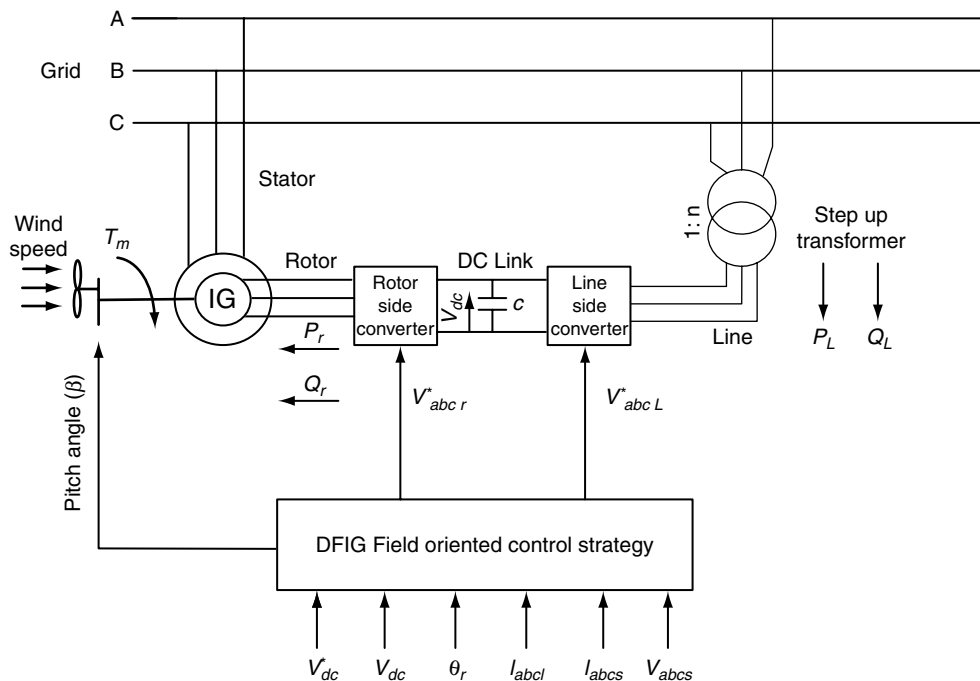 A
Grid B
C
Stator
Wind
speed
T_m
Rotor
DC Link
1: n
Step up
transformer
IG
Rotor
side
converter
V_dc
c
Line
side
converter
Line
P_L
Q_L
P_r
Q_r
V*_abc r
V*_abc L
Pitch angle (β)
DFIG Field oriented control strategy
V*_dc
V_dc
θ_r
I_abcl
I_abcs
V_abcs